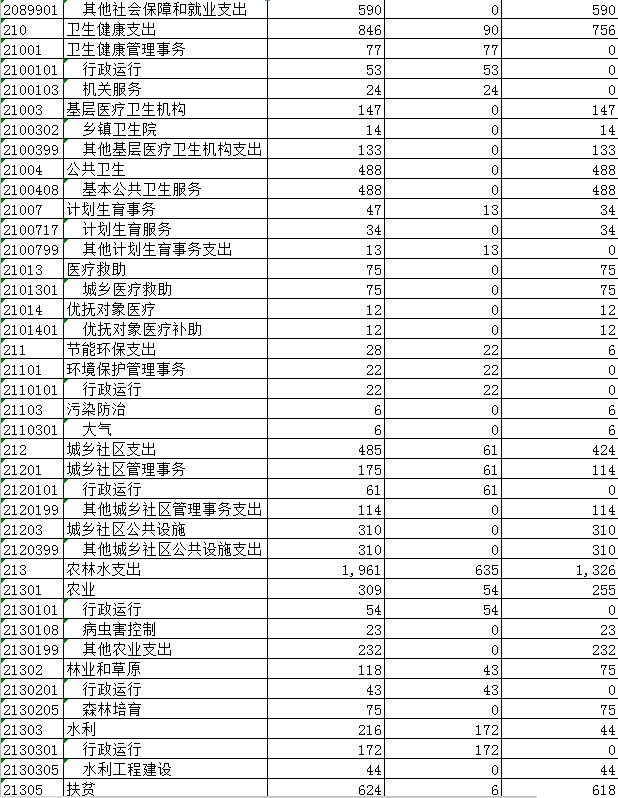 2089901 其他社会保障和就业支出 590 0 590
210 卫生健康支出 846 90 756
21001 卫生健康管理事务 77 77 0
2100101 行政运行 53 53 0
2100103 机关服务 24 24 0
21003 基层医疗卫生机构 147 0 147
2100302 乡镇卫生院 14 0 14
2100399 其他基层医疗卫生机构支出 133 0 133
21004 公共卫生 488 0 488
2100408 基本公共卫生服务 488 0 488
21007 计划生育事务 47 13 34
2100717 计划生育服务 34 0 34
2100799 其他计划生育事务支出 13 13 0
21013 医疗救助 75 0 75
2101301 城乡医疗救助 75 0 75
21014 优抚对象医疗 12 0 12
2101401 优抚对象医疗补助 12 0 12
211 节能环保支出 28 22 6
21101 环境保护管理事务 22 22 0
2110101 行政运行 22 22 0
21103 污染防治 6 0 6
2110301 大气 6 0 6
212 城乡社区支出 485 61 424
21201 城乡社区管理事务 175 61 114
2120101 行政运行 61 61 0
2120199 其他城乡社区管理事务支出 114 0 114
21203 城乡社区公共设施 310 0 310
2120399 其他城乡社区公共设施支出 310 0 310
213 农林水支出 1,961 635 1,326
21301 农业 309 54 255
2130101 行政运行 54 54 0
2130108 病虫害控制 23 0 23
2130199 其他农业支出 232 0 232
21302 林业和草原 118 43 75
2130201 行政运行 43 43 0
2130205 森林培育 75 0 75
21303 水利 216 172 44
2130301 行政运行 172 172 0
2130305 水利工程建设 44 0 44
21305 扶贫 624 6 618